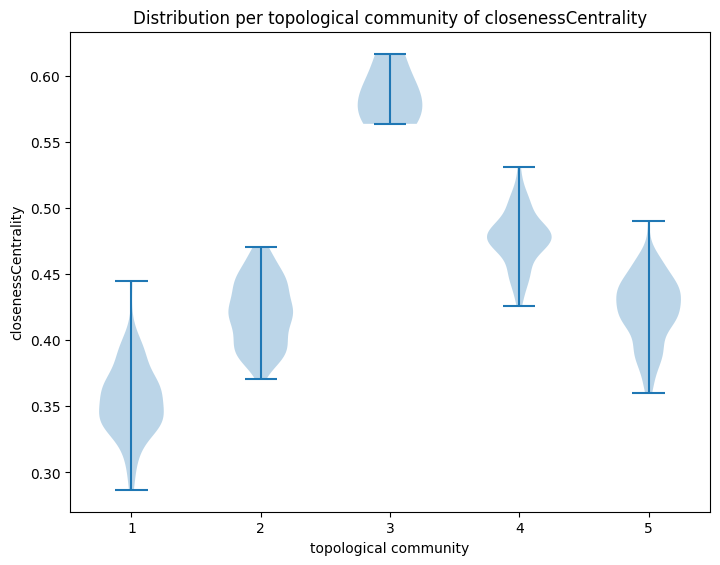 Distribution per topological community of closenessCentrality
closenessCentrality
0.60
0.55
0.50
0.45
0.40
0.35
0.30
1 2 3 4 5
topological community